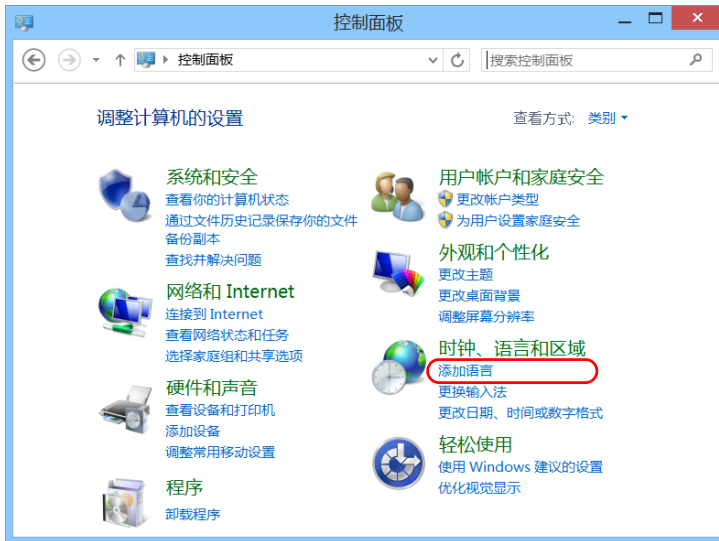 控制面板
控制面板
搜索控制面板
调整计算机的设置
查看方式: 类别
系统和安全
查看你的计算机状态
通过文件历史记录保存你的文件
备份副本
查找并解决问题
网络和 Internet
连接到 Internet
查看网络状态和任务
选择家庭组和共享选项
硬件和声音
查看设备和打印机
添加设备
调整常用移动设置
程序
卸载程序
用户帐户和家庭安全
更改帐户类型
为用户设置家庭安全
外观和个性化
更改主题
更改桌面背景
调整屏幕分辨率
时钟、语言和区域
添加语言
更换输入法
更改日期、时间或数字格式
轻松使用
使用 Windows 建议的设置
优化视觉显示